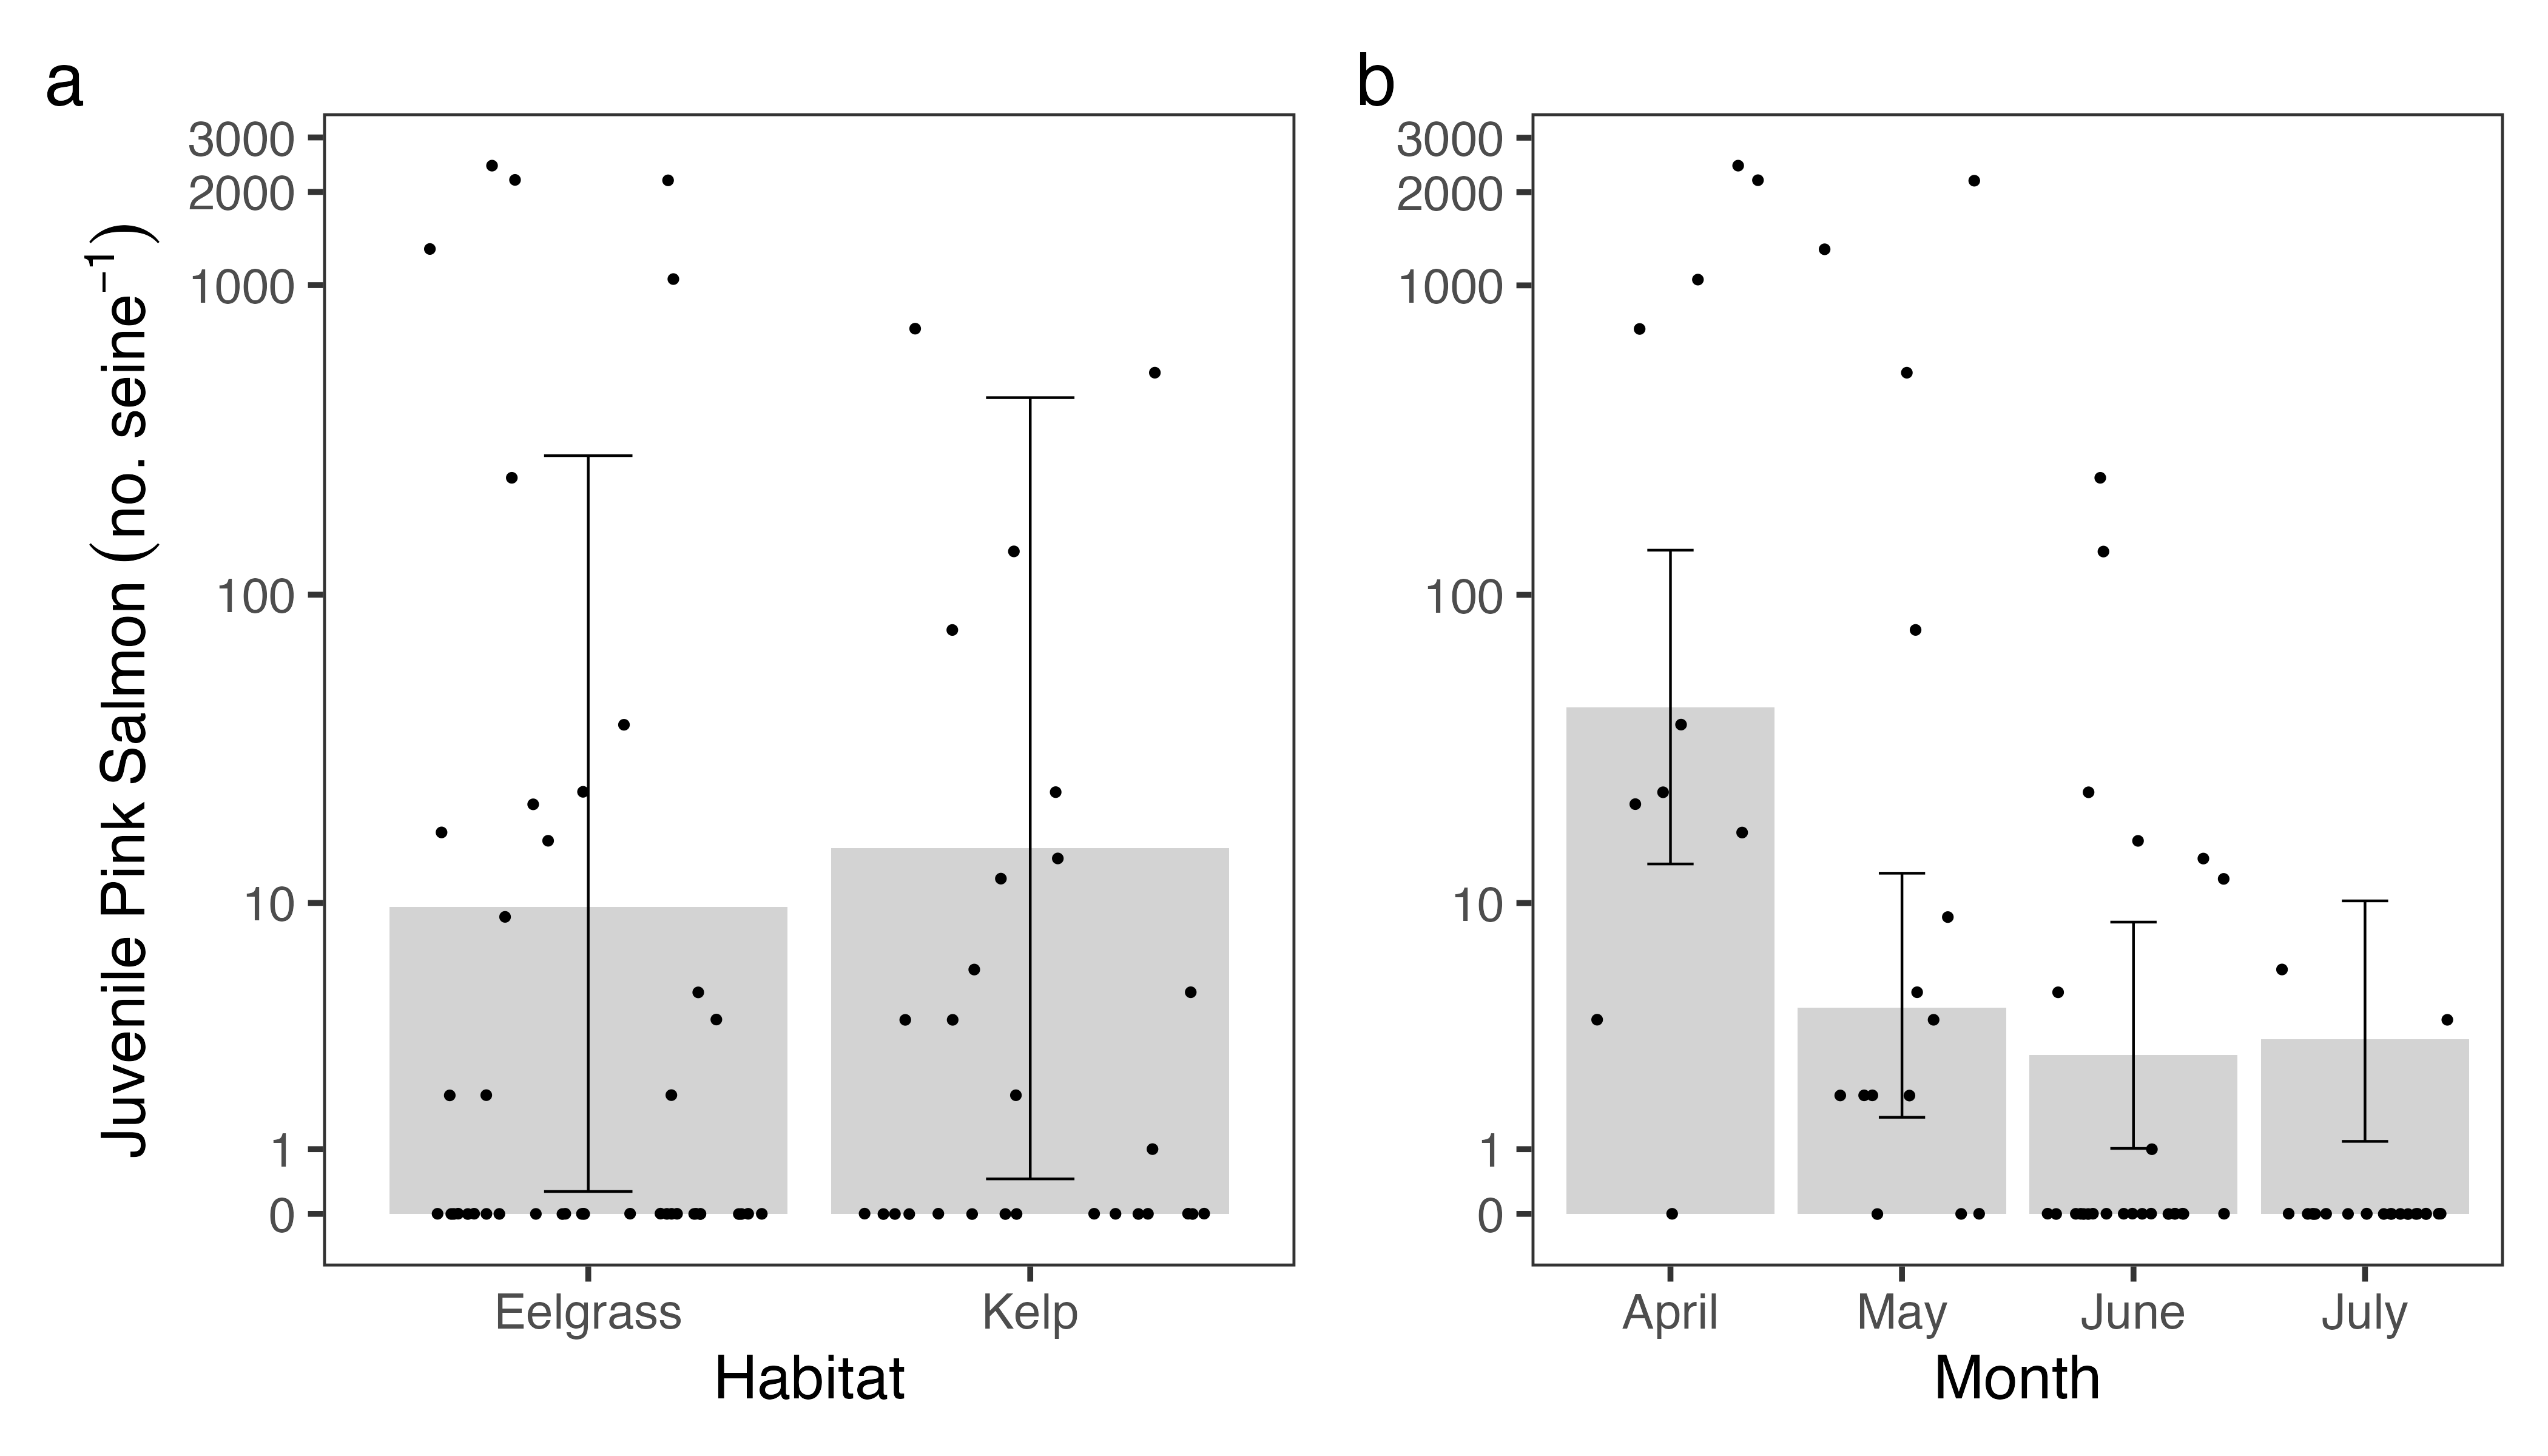 a
3000
2000
1000
100
10
1
0
Juvenile Pink Salmon (no. seine⁻¹)
Eelgrass Kelp
Habitat
b
3000
2000
1000
100
10
1
0
April May June July
Month